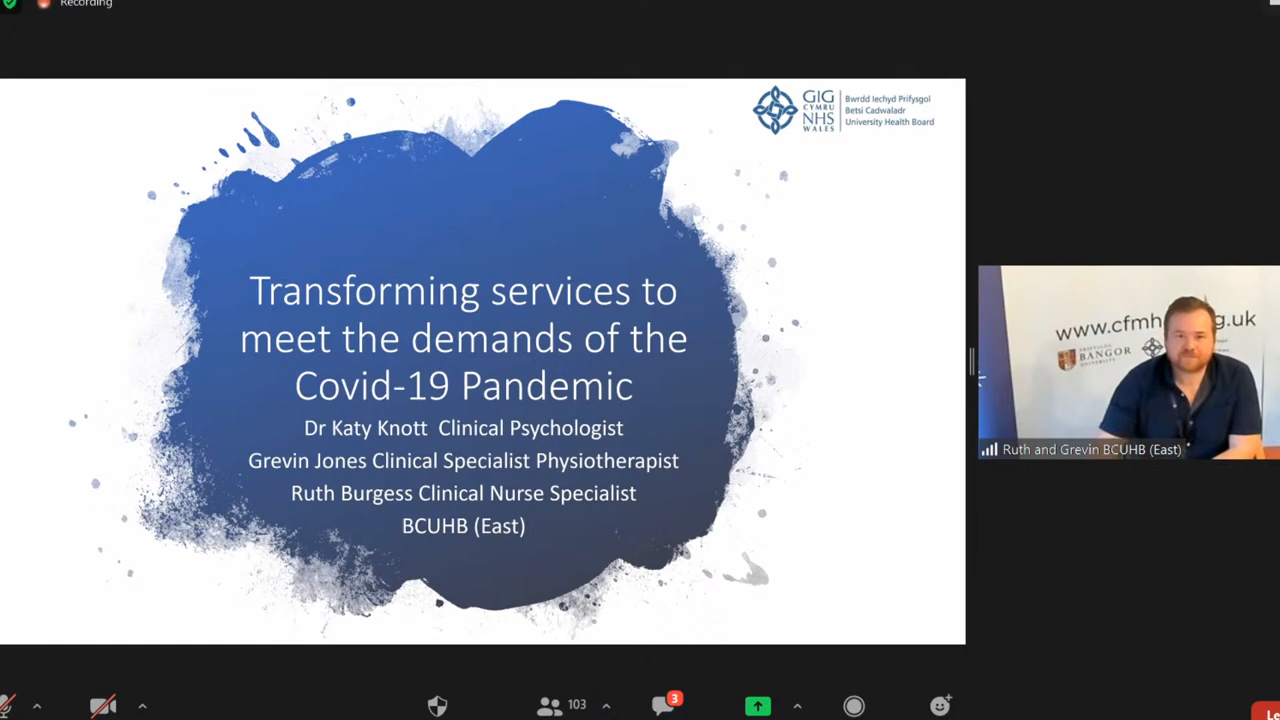 Recording
GIG
CYMRU
NHS
WALES
Bwrdd Iechyd Prifysgol
Betsi Cadwaladr
University Health Board
Transforming services to
meet the demands of the
Covid-19 Pandemic
Dr Katy Knott Clinical Psychologist
Grevin Jones Clinical Specialist Physiotherapist
Ruth Burgess Clinical Nurse Specialist
BCUHB (East)
BANGOR
UNIVERSITY
Ruth and Grevin BCUHB (East)
103
3